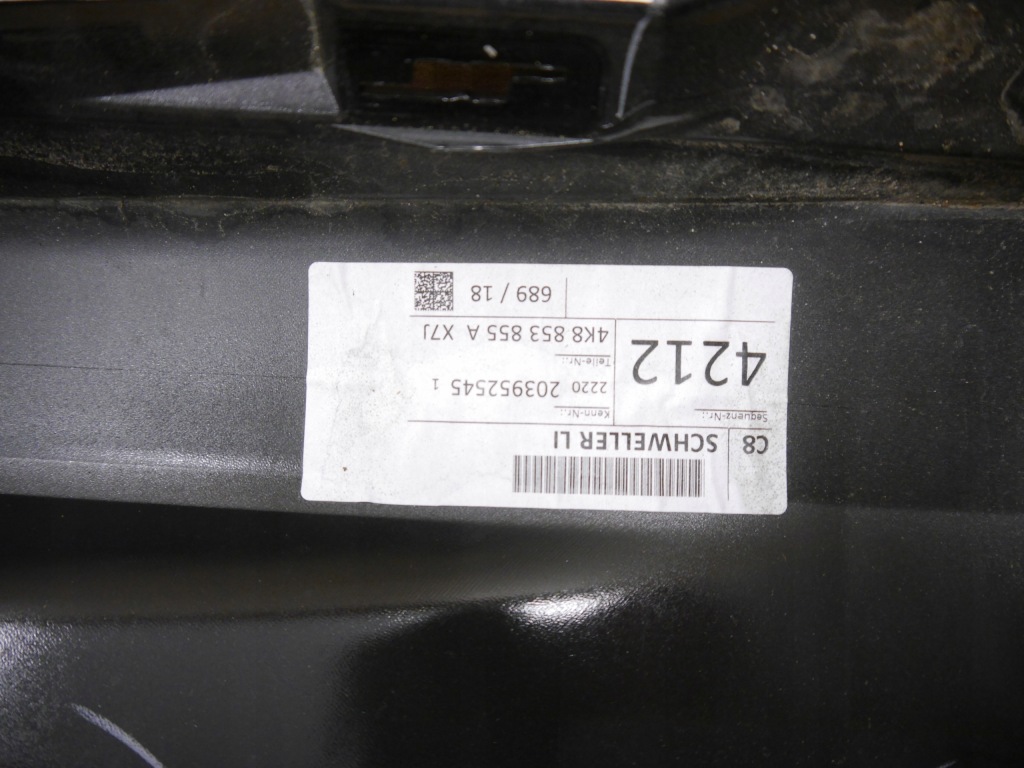 C8 SCHWELLER LI
Sequenz-Nr.:
4212
Kenn-Nr.:
2220 203952545 1
Teile-Nr.:
4K8 853 855 A X7J
689 / 18